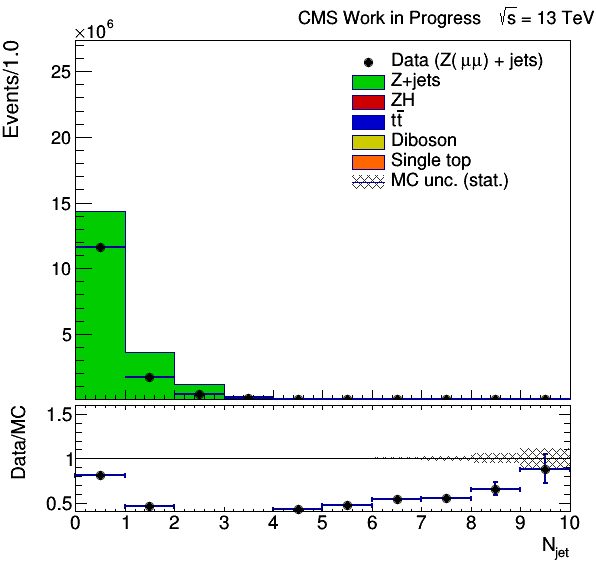 CMS Work in Progress √s = 13 TeV
×10⁶
Events/1.0
25
20
15
10
5
Data (Z(μμ) + jets)
Z+jets
ZH
tt̅
Diboson
Single top
MC unc. (stat.)
Data/MC
1.5
1
0.5
0 1 2 3 4 5 6 7 8 9 10
N_jet